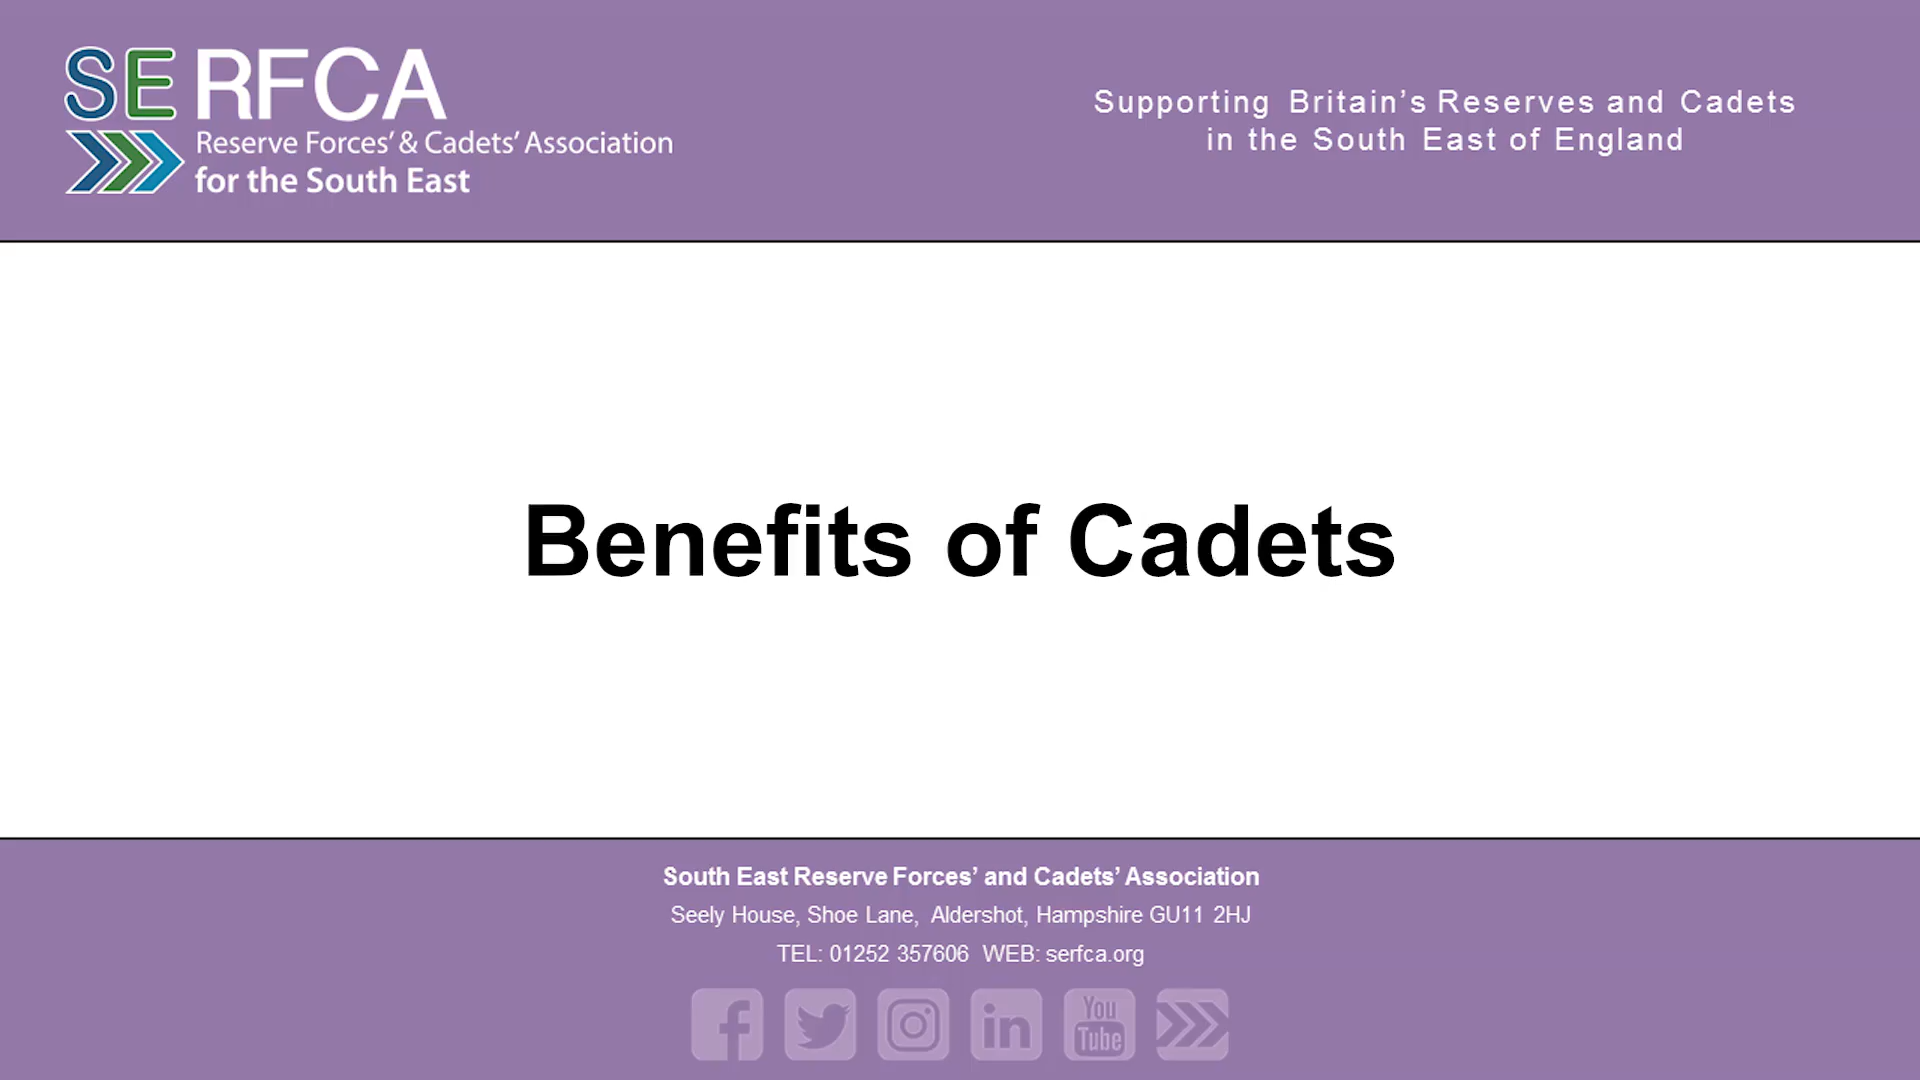 SERFCA
Reserve Forces’ & Cadets’ Association
for the South East
Supporting Britain’s Reserves and Cadets
in the South East of England
Benefits of Cadets
South East Reserve Forces’ and Cadets’ Association
Seely House, Shoe Lane, Aldershot, Hampshire GU11 2HJ
TEL: 01252 357606 WEB: serfca.org
f in You
Tube